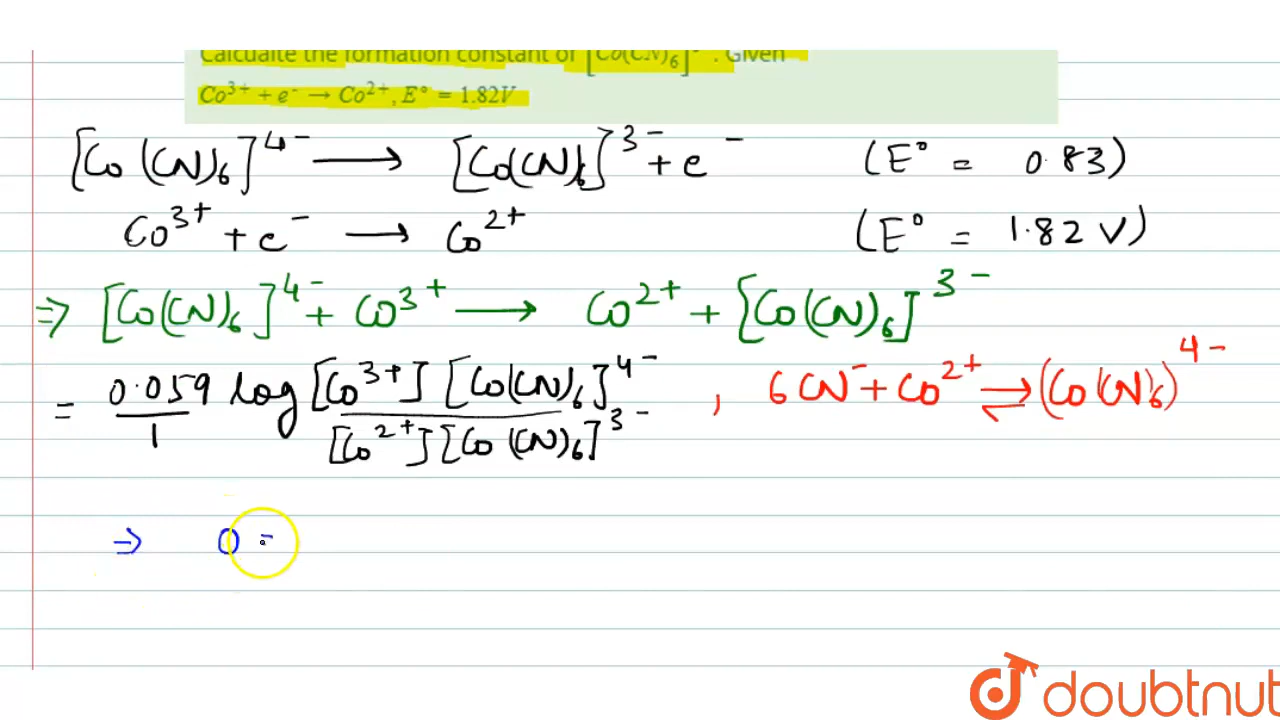 Calcualte the formation constant of [Co(CN)₆] . Given
Co³⁺ + e⁻ → Co²⁺, E° = 1.82V
[Co(CN)₆]⁴⁻ → [Co(CN)₆]³⁻ + e⁻ (E° = 0.83)
Co³⁺ + e⁻ → Co²⁺ (E° = 1.82 V)
⇒ [Co(CN)₆]⁴⁻ + Co³⁺ → Co²⁺ + [Co(CN)₆]³⁻
= 0.059/1 log [Co³⁺] [Co(CN)₆]⁴⁻ / [Co²⁺] [Co(CN)₆]³⁻ , 6CN⁻ + Co²⁺ ⇌ (Co(CN)₆)⁴⁻
⇒ 0 =
doubtnut